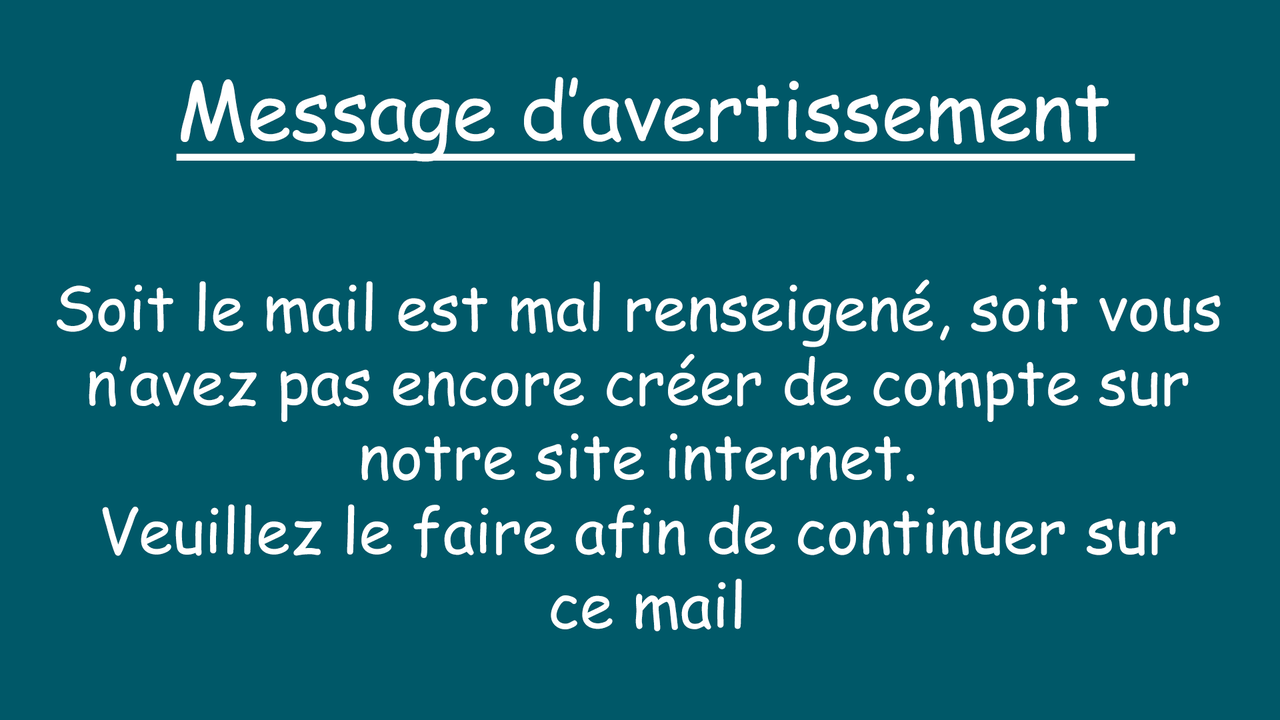 Message d’avertissement
Soit le mail est mal renseigené, soit vous
n’avez pas encore créer de compte sur
notre site internet.
Veuillez le faire afin de continuer sur
ce mail